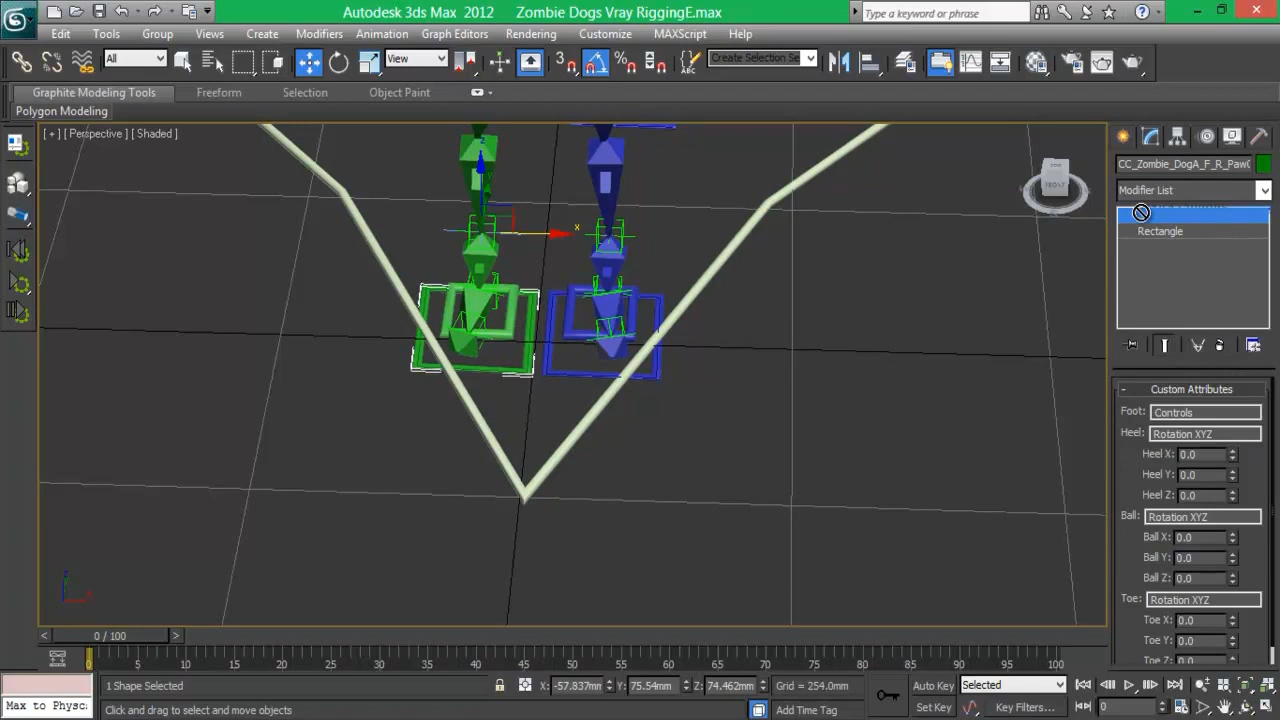 Autodesk 3ds Max 2012 Zombie Dogs Vray RiggingE.max
Type a keyword or phrase
Edit Tools Group Views Create Modifiers Animation Graph Editors Rendering Customize MAXScript Help
All View 3 Create Selection Se
Graphite Modeling Tools Freeform Selection Object Paint
Polygon Modeling
[ + ] [ Perspective ] [ Shaded ]
CC_Zombie_DogA_F_R_Paw
Modifier List
Rectangle
z
x
Custom Attributes
Foot: Controls
Heel: Rotation XYZ
Heel X: 0.0
Heel Y: 0.0
Heel Z: 0.0
Ball: Rotation XYZ
Ball X: 0.0
Ball Y: 0.0
Ball Z: 0.0
Toe: Rotation XYZ
Toe X: 0.0
Toe Y: 0.0
Toe Z: 0.0
< 0 / 100 >
0 5 10 15 20 25 30 35 40 45 50 55 60 65 70 75 80 85 90 95 100
1 Shape Selected X: -57.837mm Y: 75.54mm Z: 74.462mm Grid = 254.0mm Auto Key Selected
Max to Physc Click and drag to select and move objects Add Time Tag Set Key Key Filters... 0